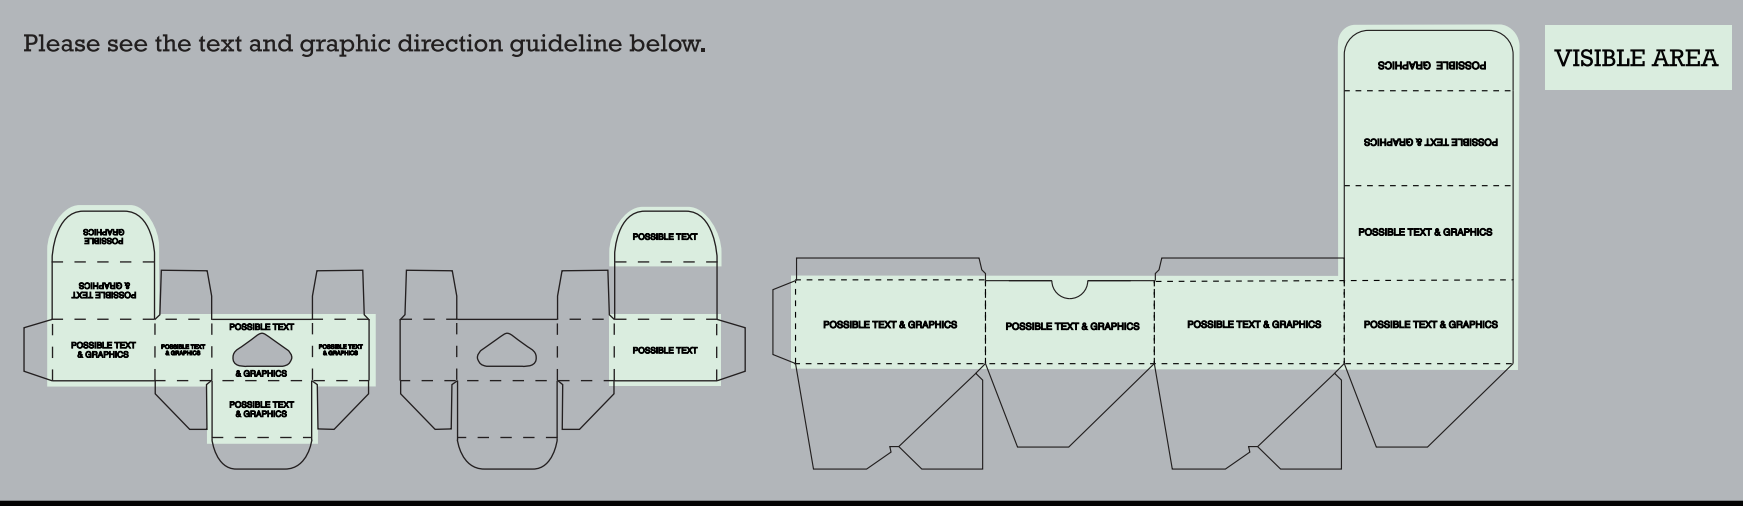 Please see the text and graphic direction guideline below.
VISIBLE AREA
POSSIBLE
GRAPHICS
POSSIBLE TEXT
& GRAPHICS
POSSIBLE TEXT
& GRAPHICS
POSSIBLE TEXT
& GRAPHICS
POSSIBLE TEXT
& GRAPHICS
POSSIBLE TEXT
& GRAPHICS
POSSIBLE TEXT
& GRAPHICS
POSSIBLE TEXT
POSSIBLE TEXT
POSSIBLE GRAPHICS
POSSIBLE TEXT & GRAPHICS
POSSIBLE TEXT & GRAPHICS
POSSIBLE TEXT & GRAPHICS
POSSIBLE TEXT & GRAPHICS
POSSIBLE TEXT & GRAPHICS
POSSIBLE TEXT & GRAPHICS